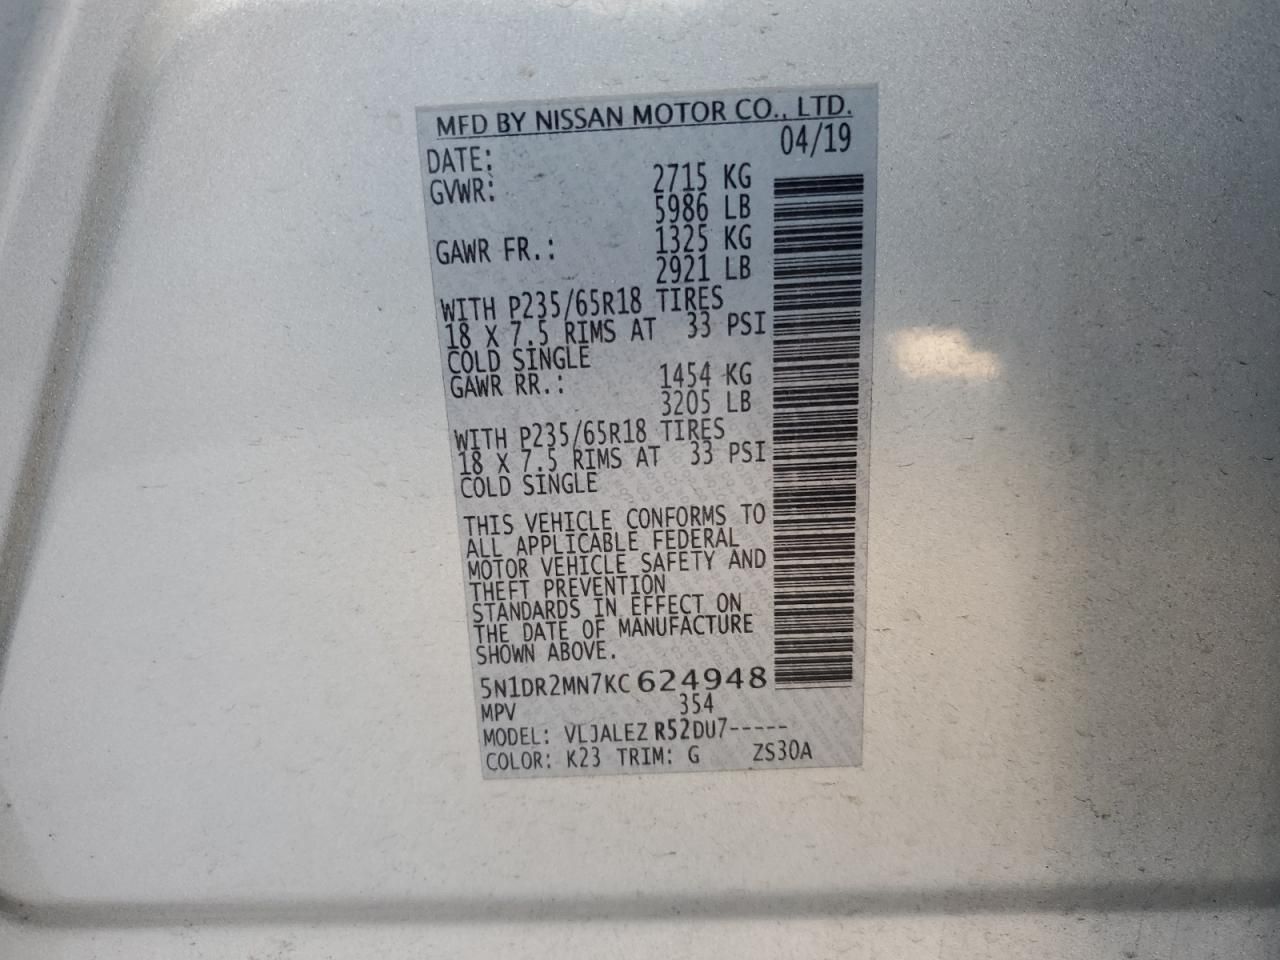 MFD BY NISSAN MOTOR CO., LTD.
DATE: 04/19
GVWR: 2715 KG
5986 LB
GAWR FR.: 1325 KG
2921 LB
WITH P235/65R18 TIRES
18 X 7.5 RIMS AT 33 PSI
COLD SINGLE
GAWR RR.: 1454 KG
3205 LB
WITH P235/65R18 TIRES
18 X 7.5 RIMS AT 33 PSI
COLD SINGLE
THIS VEHICLE CONFORMS TO
ALL APPLICABLE FEDERAL
MOTOR VEHICLE SAFETY AND
THEFT PREVENTION
STANDARDS IN EFFECT ON
THE DATE OF MANUFACTURE
SHOWN ABOVE.
5N1DR2MN7KC624948
MPV 354
MODEL: VLJALEZ R52DU7-----
COLOR: K23 TRIM: G ZS30A